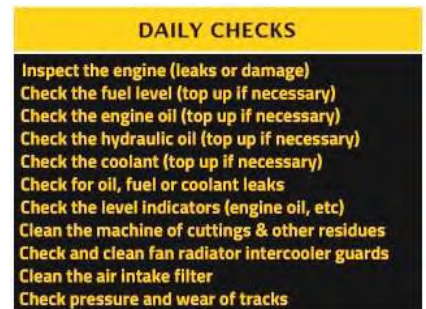 DAILY CHECKS
Inspect the engine (leaks or damage)
Check the fuel level (top up if necessary)
Check the engine oil (top up if necessary)
Check the hydraulic oil (top up if necessary)
Check the coolant (top up if necessary)
Check for oil, fuel or coolant leaks
Check the level indicators (engine oil, etc)
Clean the machine of cuttings & other residues
Check and clean fan radiator intercooler guards
Clean the air intake filter
Check pressure and wear of tracks